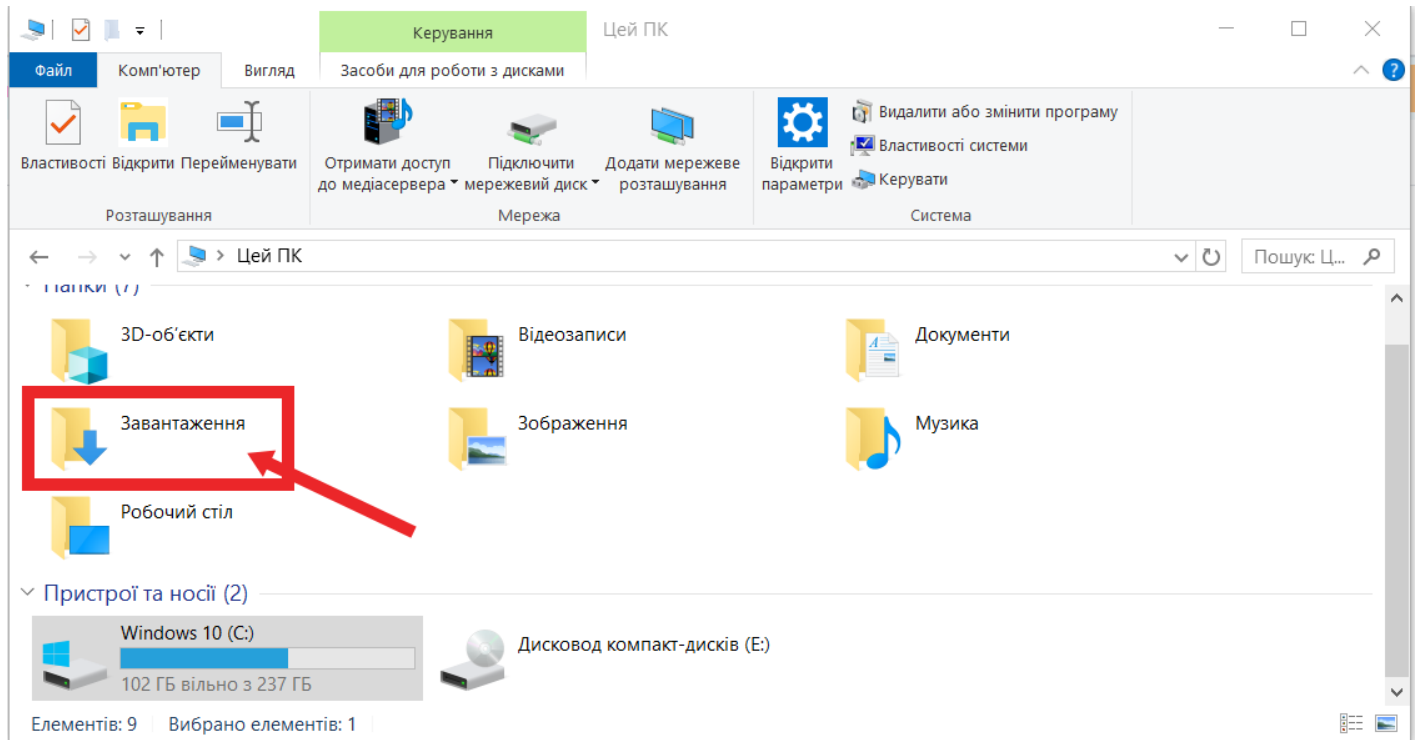 Керування
Цей ПК
Файл
Комп'ютер
Вигляд
Засоби для роботи з дисками
Властивості
Відкрити
Перейменувати
Отримати доступ
до медіасервера
Підключити
мережевий диск
Додати мережеве
розташування
Відкрити
параметри
Видалити або змінити програму
Властивості системи
Керувати
Розташування
Мережа
Система
Цей ПК
Пошук: Ц...
Папки (7)
3D-об'єкти
Відеозаписи
Документи
Завантаження
Зображення
Музика
Робочий стіл
Пристрої та носії (2)
Windows 10 (C:)
102 ГБ вільно з 237 ГБ
Дисковод компакт-дисків (E:)
Елементів: 9
Вибрано елементів: 1